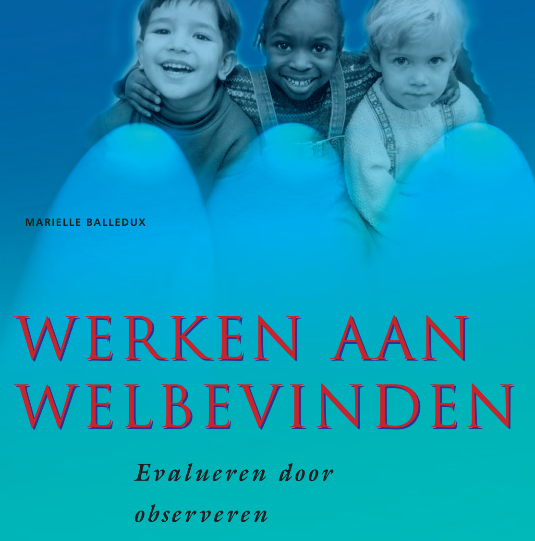 MARIELLE BALLEDUX
WERKEN AAN
WELBEVINDEN
Evalueren door
observeren